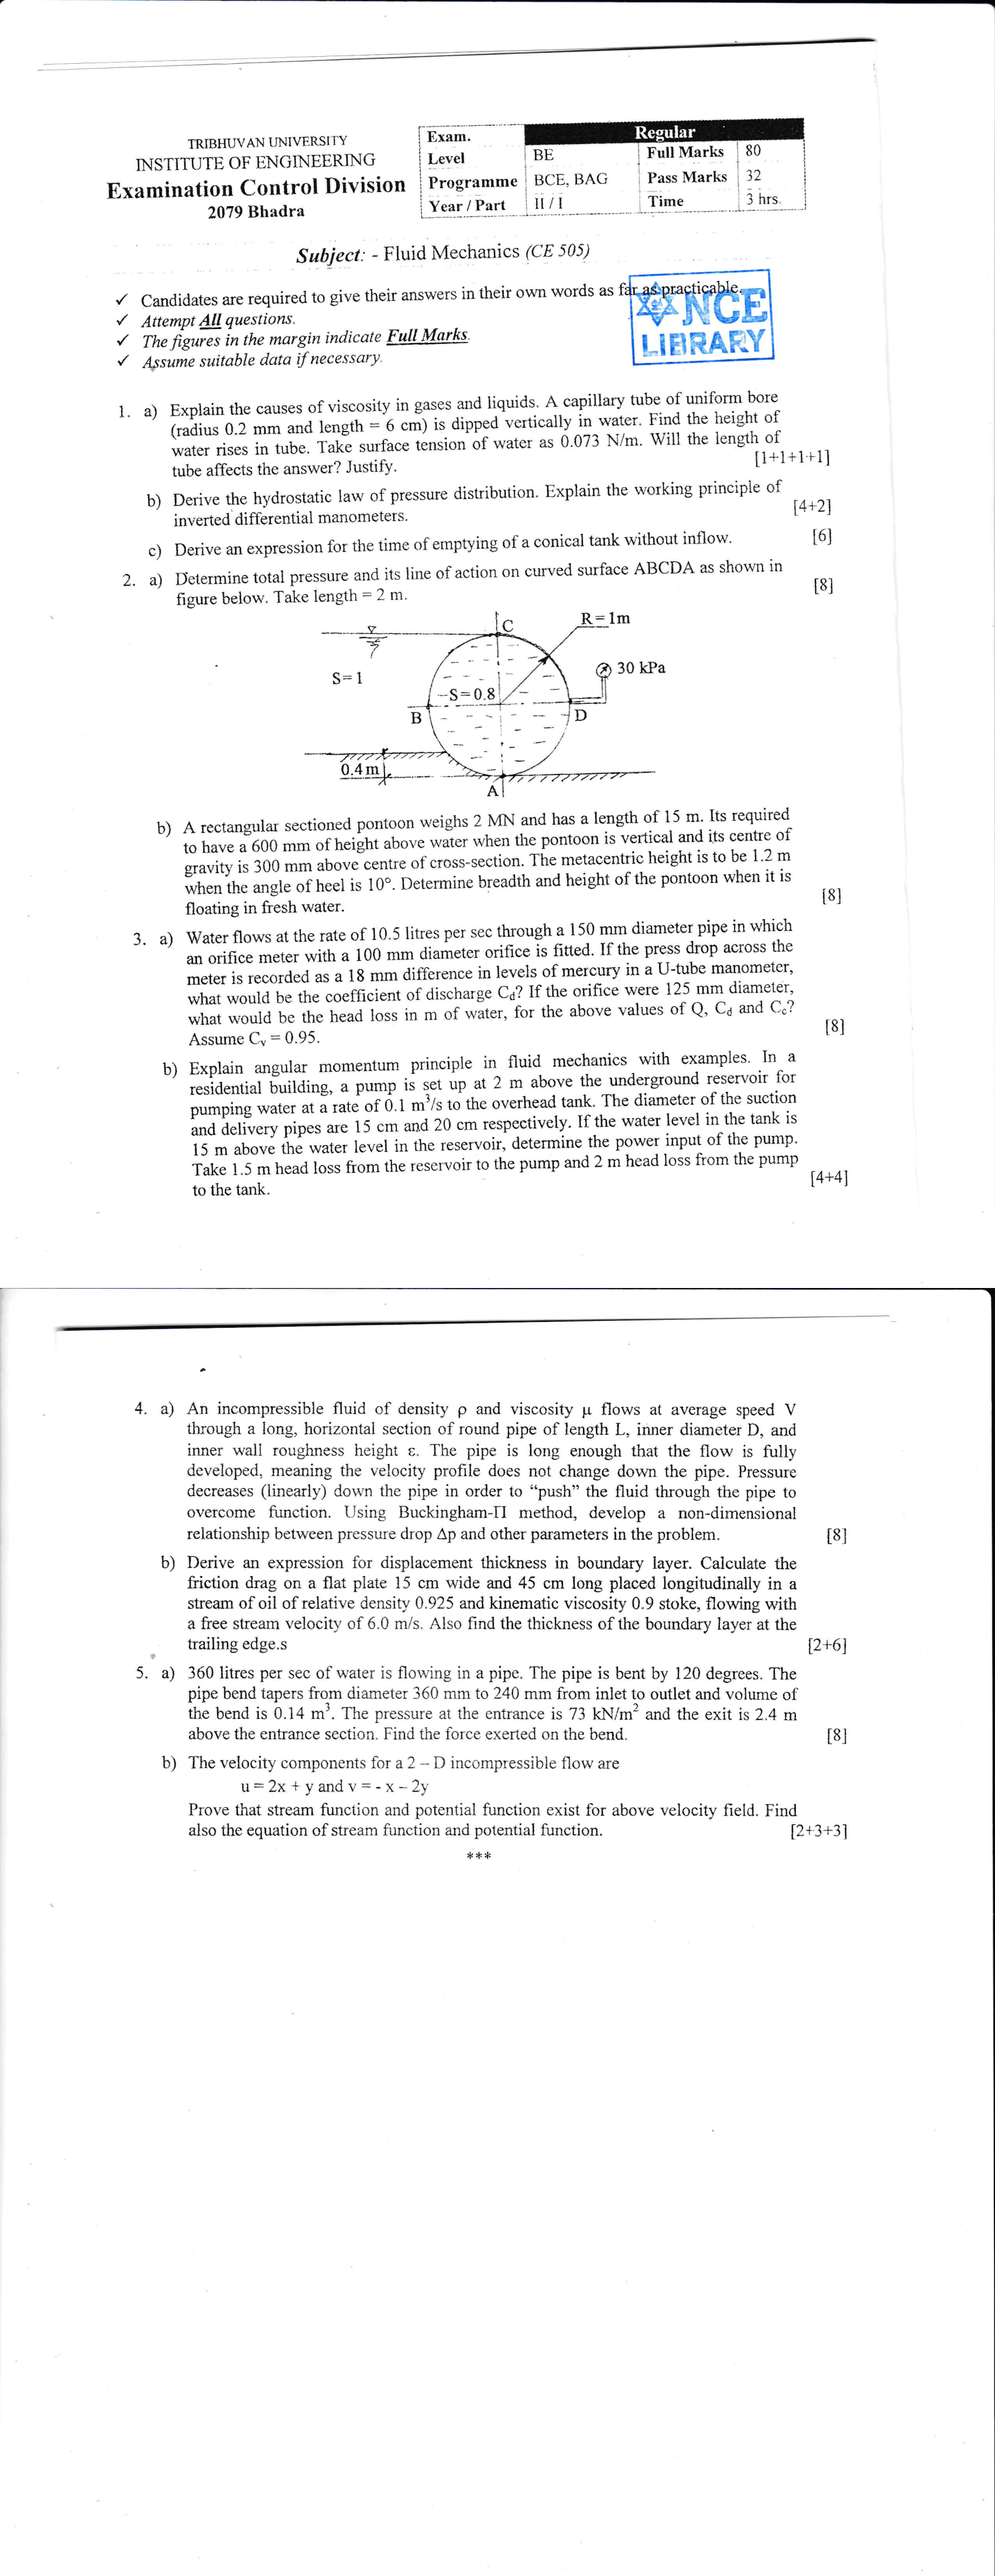 TRIBHUVAN UNIVERSITY
INSTITUTE OF ENGINEERING
Examination Control Division
2079 Bhadra
Exam. Regular
Level BE Full Marks 80
Programme BCE, BAG Pass Marks 32
Year / Part II / I Time 3 hrs.
Subject: - Fluid Mechanics (CE 505)
✓ Candidates are required to give their answers in their own words as far as practicable.
✓ Attempt All questions.
✓ The figures in the margin indicate Full Marks.
✓ Assume suitable data if necessary.
NCE
LIBRARY
1. a) Explain the causes of viscosity in gases and liquids. A capillary tube of uniform bore
(radius 0.2 mm and length = 6 cm) is dipped vertically in water. Find the height of
water rises in tube. Take surface tension of water as 0.073 N/m. Will the length of
tube affects the answer? Justify. [1+1+1+1]
b) Derive the hydrostatic law of pressure distribution. Explain the working principle of
inverted differential manometers. [4+2]
c) Derive an expression for the time of emptying of a conical tank without inflow. [6]
2. a) Determine total pressure and its line of action on curved surface ABCDA as shown in
figure below. Take length = 2 m. [8]
C
R=1m
30 kPa
S=1
S=0.8
B
D
0.4m
A
b) A rectangular sectioned pontoon weighs 2 MN and has a length of 15 m. Its required
to have a 600 mm of height above water when the pontoon is vertical and its centre of
gravity is 300 mm above centre of cross-section. The metacentric height is to be 1.2 m
when the angle of heel is 10°. Determine breadth and height of the pontoon when it is
floating in fresh water. [8]
3. a) Water flows at the rate of 10.5 litres per sec through a 150 mm diameter pipe in which
an orifice meter with a 100 mm diameter orifice is fitted. If the press drop across the
meter is recorded as a 18 mm difference in levels of mercury in a U-tube manometer,
what would be the coefficient of discharge Cd? If the orifice were 125 mm diameter,
what would be the head loss in m of water, for the above values of Q, Cd and Cc?
Assume Cv = 0.95. [8]
b) Explain angular momentum principle in fluid mechanics with examples. In a
residential building, a pump is set up at 2 m above the underground reservoir for
pumping water at a rate of 0.1 m³/s to the overhead tank. The diameter of the suction
and delivery pipes are 15 cm and 20 cm respectively. If the water level in the tank is
15 m above the water level in the reservoir, determine the power input of the pump.
Take 1.5 m head loss from the reservoir to the pump and 2 m head loss from the pump
to the tank. [4+4]
4. a) An incompressible fluid of density ρ and viscosity μ flows at average speed V
through a long, horizontal section of round pipe of length L, inner diameter D, and
inner wall roughness height ε. The pipe is long enough that the flow is fully
developed, meaning the velocity profile does not change down the pipe. Pressure
decreases (linearly) down the pipe in order to “push” the fluid through the pipe to
overcome function. Using Buckingham-Π method, develop a non-dimensional
relationship between pressure drop Δp and other parameters in the problem. [8]
b) Derive an expression for displacement thickness in boundary layer. Calculate the
friction drag on a flat plate 15 cm wide and 45 cm long placed longitudinally in a
stream of oil of relative density 0.925 and kinematic viscosity 0.9 stoke, flowing with
a free stream velocity of 6.0 m/s. Also find the thickness of the boundary layer at the
trailing edge.s [2+6]
5. a) 360 litres per sec of water is flowing in a pipe. The pipe is bent by 120 degrees. The
pipe bend tapers from diameter 360 mm to 240 mm from inlet to outlet and volume of
the bend is 0.14 m³. The pressure at the entrance is 73 kN/m² and the exit is 2.4 m
above the entrance section. Find the force exerted on the bend. [8]
b) The velocity components for a 2 – D incompressible flow are
u = 2x + y and v = - x – 2y
Prove that stream function and potential function exist for above velocity field. Find
also the equation of stream function and potential function. [2+3+3]
***